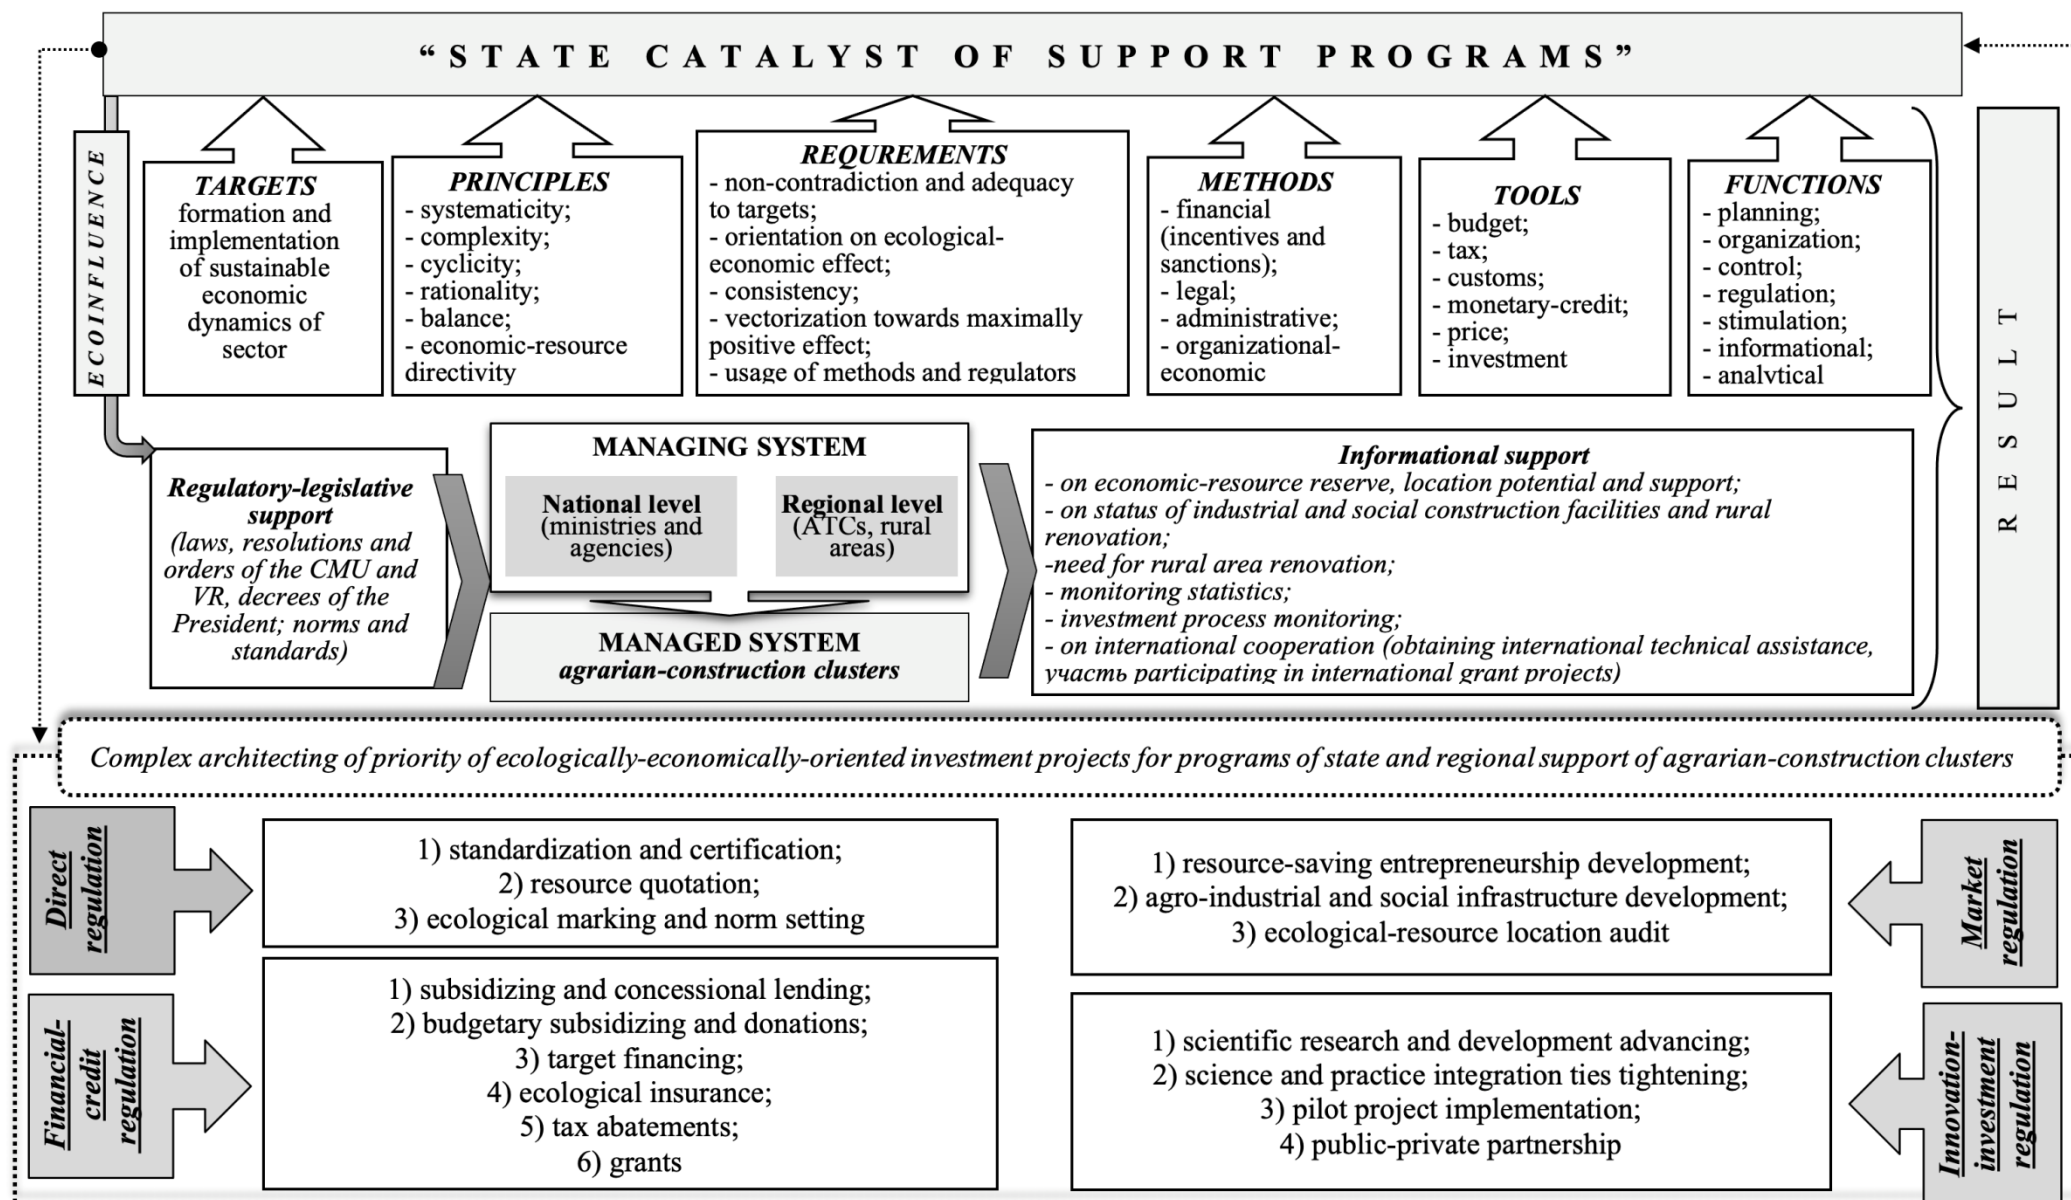 “STATE CATALYST OF SUPPORT PROGRAMS”
ECOINFLUENCE
TARGETS
formation and
implementation
of sustainable
economic
dynamics of
sector
PRINCIPLES
- systematicity;
- complexity;
- cyclicity;
- rationality;
- balance;
- economic-resource
directivity
REQUREMENTS
- non-contradiction and adequacy
to targets;
- orientation on ecological-
economic effect;
- consistency;
- vectorization towards maximally
positive effect;
- usage of methods and regulators
METHODS
- financial
(incentives and
sanctions);
- legal;
- administrative;
- organizational-
economic
TOOLS
- budget;
- tax;
- customs;
- monetary-credit;
- price;
- investment
FUNCTIONS
- planning;
- organization;
- control;
- regulation;
- stimulation;
- informational;
- analytical
RESULT
Regulatory-legislative
support
(laws, resolutions and
orders of the CMU and
VR, decrees of the
President; norms and
standards)
MANAGING SYSTEM
National level
(ministries and
agencies)
Regional level
(ATCs, rural
areas)
MANAGED SYSTEM
agrarian-construction clusters
Informational support
- on economic-resource reserve, location potential and support;
- on status of industrial and social construction facilities and rural
renovation;
-need for rural area renovation;
- monitoring statistics;
- investment process monitoring;
- on international cooperation (obtaining international technical assistance,
участь participating in international grant projects)
Complex architecting of priority of ecologically-economically-oriented investment projects for programs of state and regional support of agrarian-construction clusters
Direct
regulation
1) standardization and certification;
2) resource quotation;
3) ecological marking and norm setting
Market
regulation
1) resource-saving entrepreneurship development;
2) agro-industrial and social infrastructure development;
3) ecological-resource location audit
Financial-
credit
regulation
1) subsidizing and concessional lending;
2) budgetary subsidizing and donations;
3) target financing;
4) ecological insurance;
5) tax abatements;
6) grants
Innovation-
investment
regulation
1) scientific research and development advancing;
2) science and practice integration ties tightening;
3) pilot project implementation;
4) public-private partnership